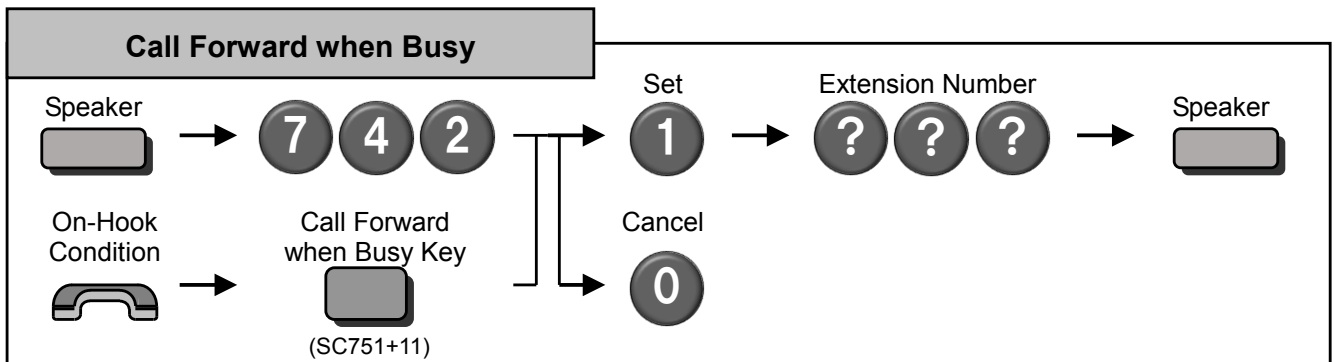 Call Forward when Busy
Speaker
7 4 2
Set
1
Extension Number
? ? ?
Speaker
On-Hook
Condition
Call Forward
when Busy Key
(SC751+11)
Cancel
0